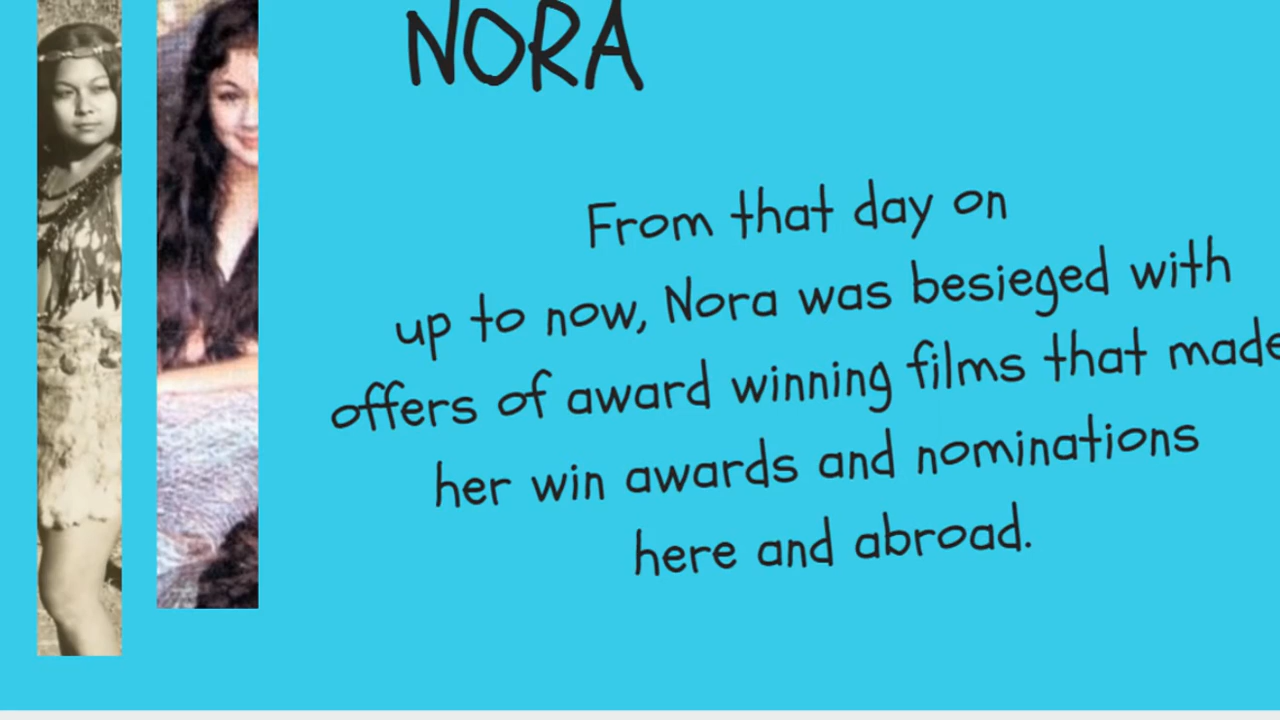 NORA
From that day on
up to now, Nora was besieged with
offers of award winning films that made
her win awards and nominations
here and abroad.